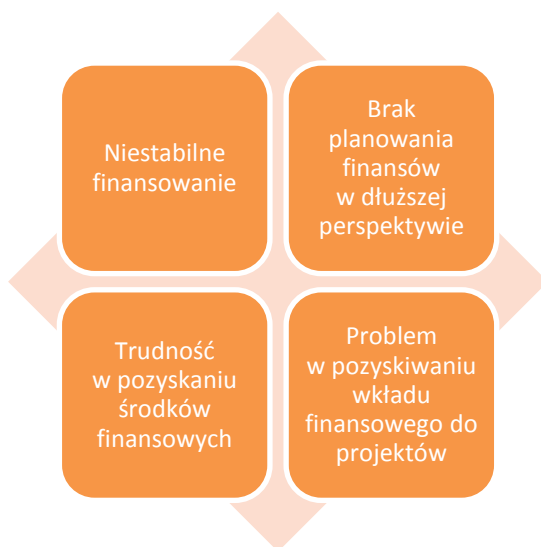 Niestabilne
finansowanie
Brak
planowania
finansów
w dłuższej
perspektywie
Trudność
w pozyskaniu
środków
finansowych
Problem
w pozyskiwaniu
wkładu
finansowego do
projektów